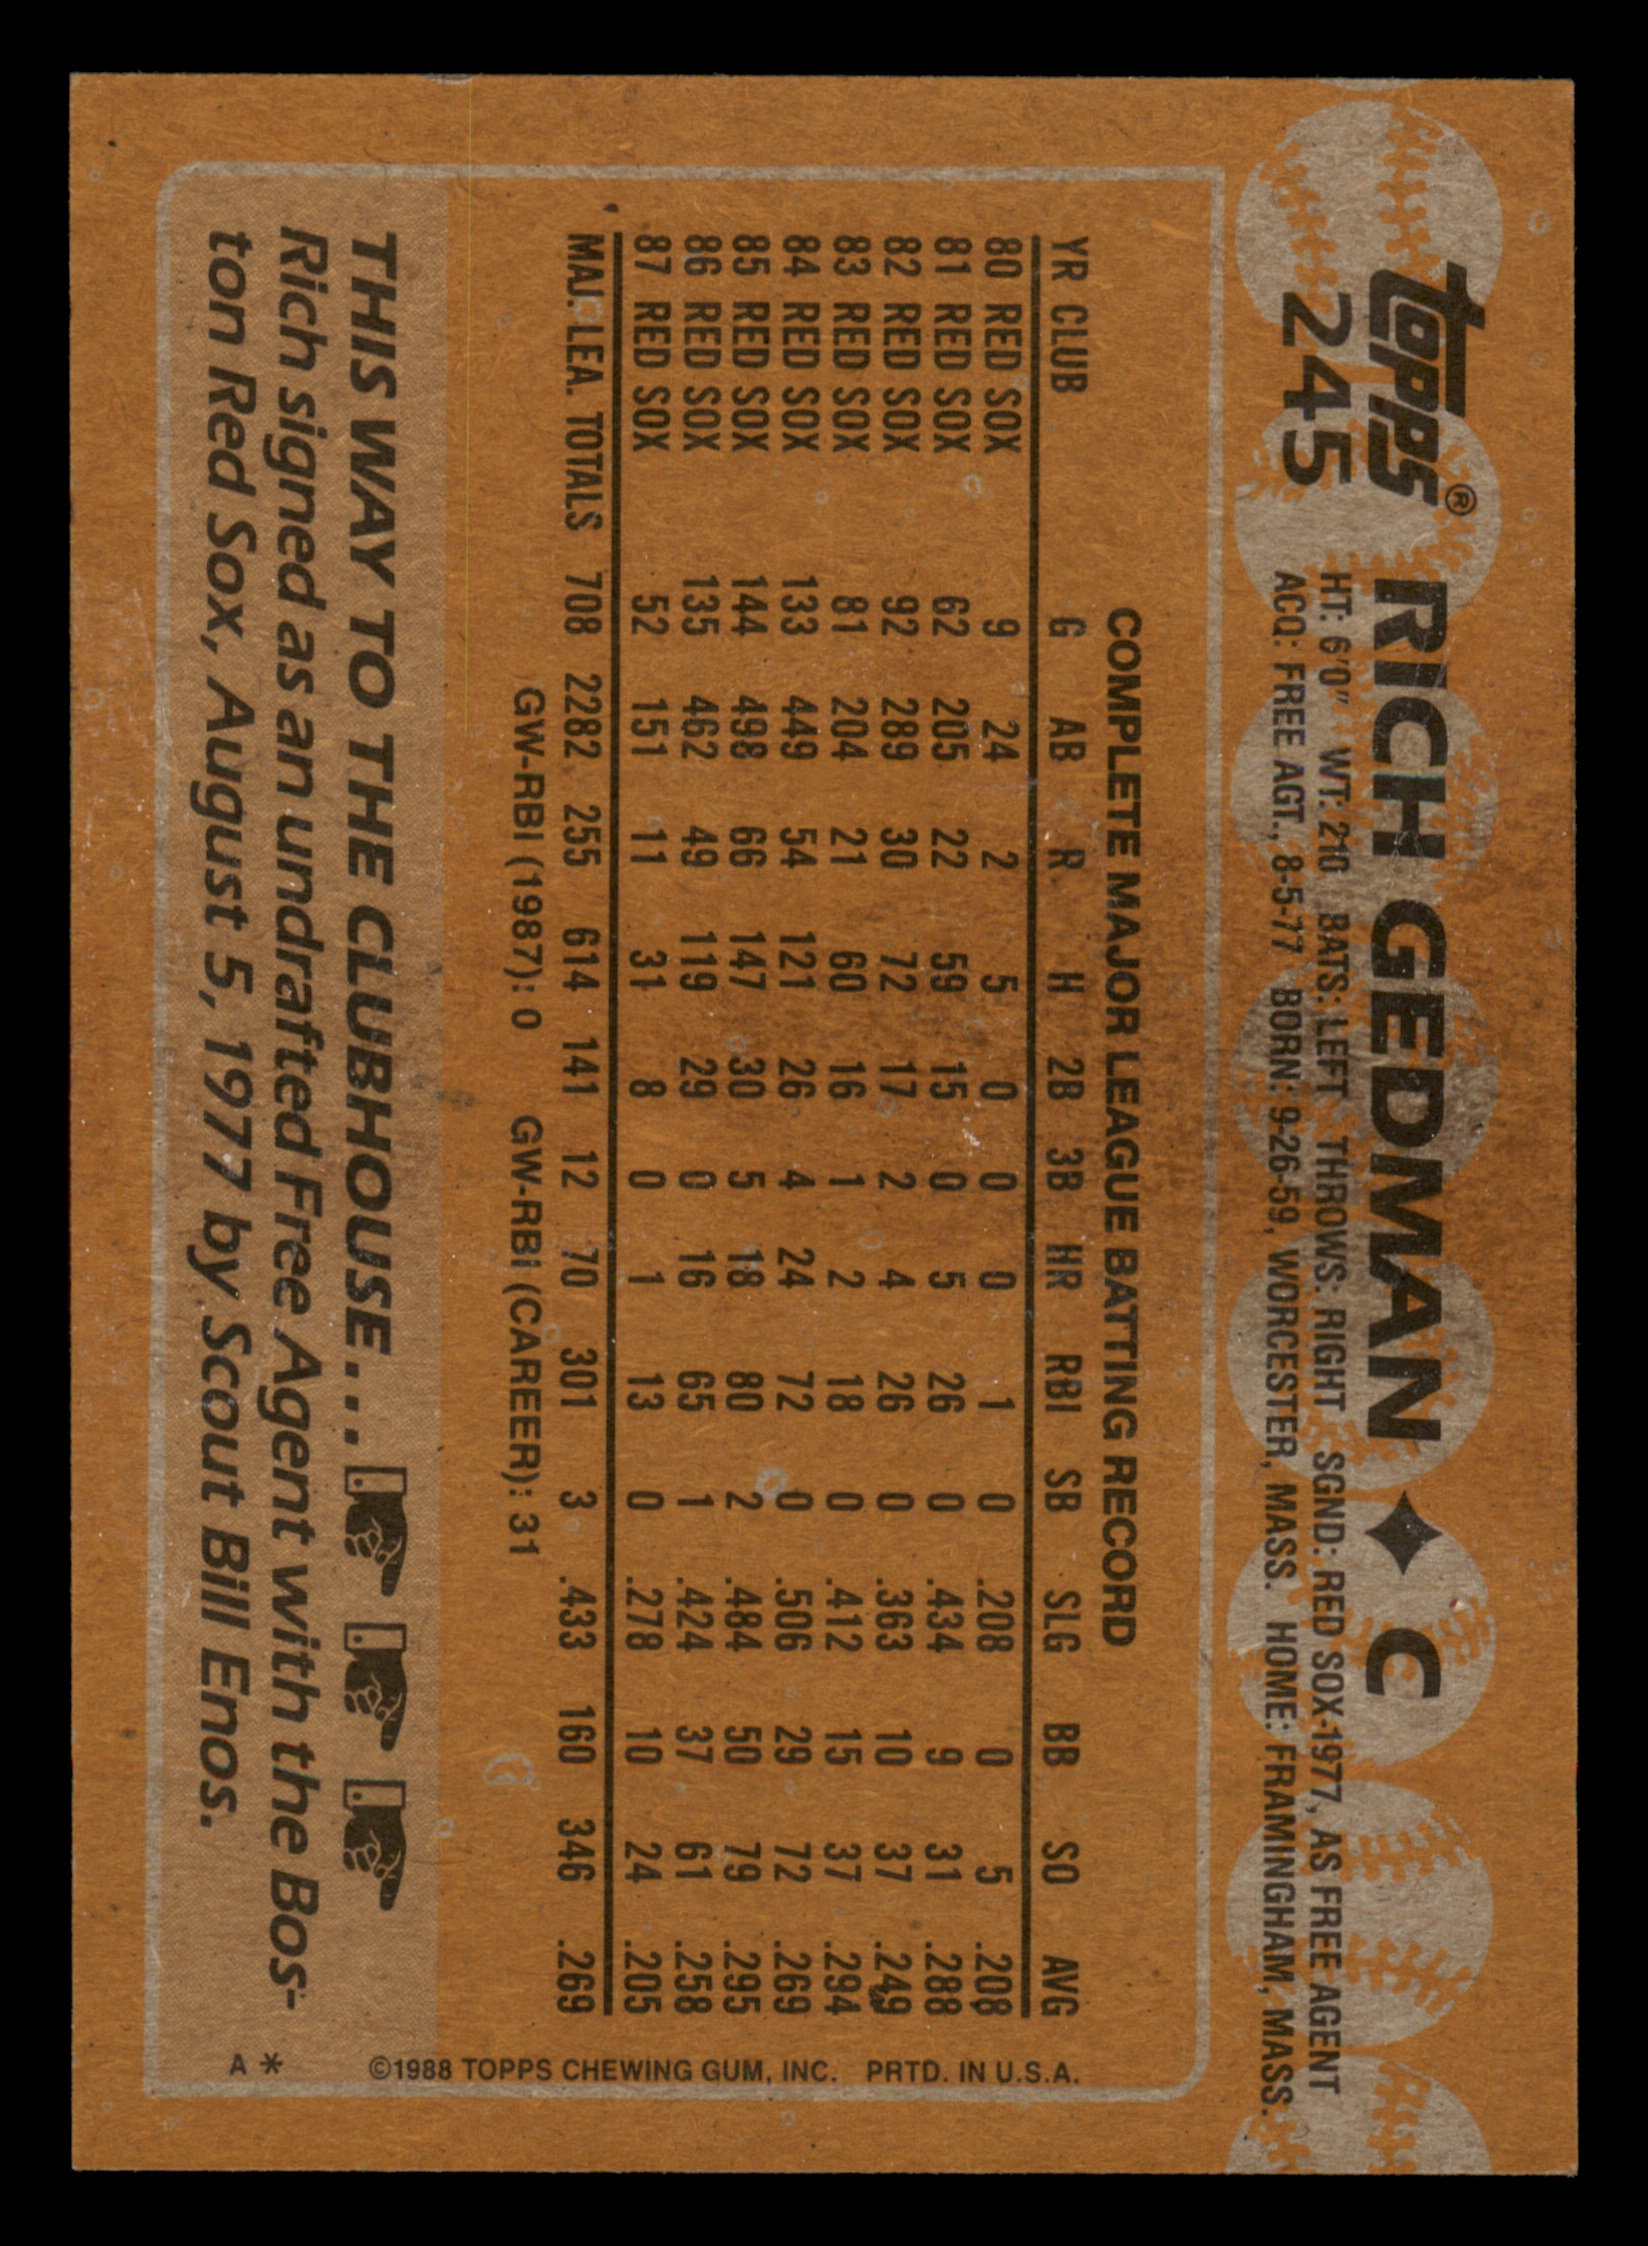 topps®
245
RICH GEDMAN ✦ C
HT: 6'0" WT: 210 BATS: LEFT THROWS: RIGHT SGND: RED SOX-1977, AS FREE AGENT
ACQ: FREE AGT., 8-5-77 BORN: 9-26-59, WORCESTER, MASS. HOME: FRAMINGHAM, MASS.
COMPLETE MAJOR LEAGUE BATTING RECORD
YR CLUB G AB R H 2B 3B HR RBI SB SLG BB SO AVG
80 RED SOX 9 24 2 5 0 0 0 1 0 .208 0 5 .208
81 RED SOX 62 205 22 59 15 0 5 26 0 .434 9 31 .288
82 RED SOX 92 289 30 72 17 2 4 26 0 .363 10 37 .249
83 RED SOX 81 204 21 60 16 1 2 18 0 .412 15 37 .294
84 RED SOX 133 449 54 121 26 4 24 72 0 .506 29 72 .269
85 RED SOX 144 498 66 147 30 5 18 80 2 .484 50 79 .295
86 RED SOX 135 462 49 119 29 0 16 65 1 .424 37 61 .258
87 RED SOX 52 151 11 31 8 0 1 13 0 .278 10 24 .205
MAJ. LEA. TOTALS 708 2282 255 614 141 12 70 301 3 .433 160 346 .269
GW-RBI (1987): 0 GW-RBI (CAREER): 31
THIS WAY TO THE CLUBHOUSE...
Rich signed as an undrafted Free Agent with the Bos-
ton Red Sox, August 5, 1977 by Scout Bill Enos.
©1988 TOPPS CHEWING GUM, INC. PRTD. IN U.S.A.
A *